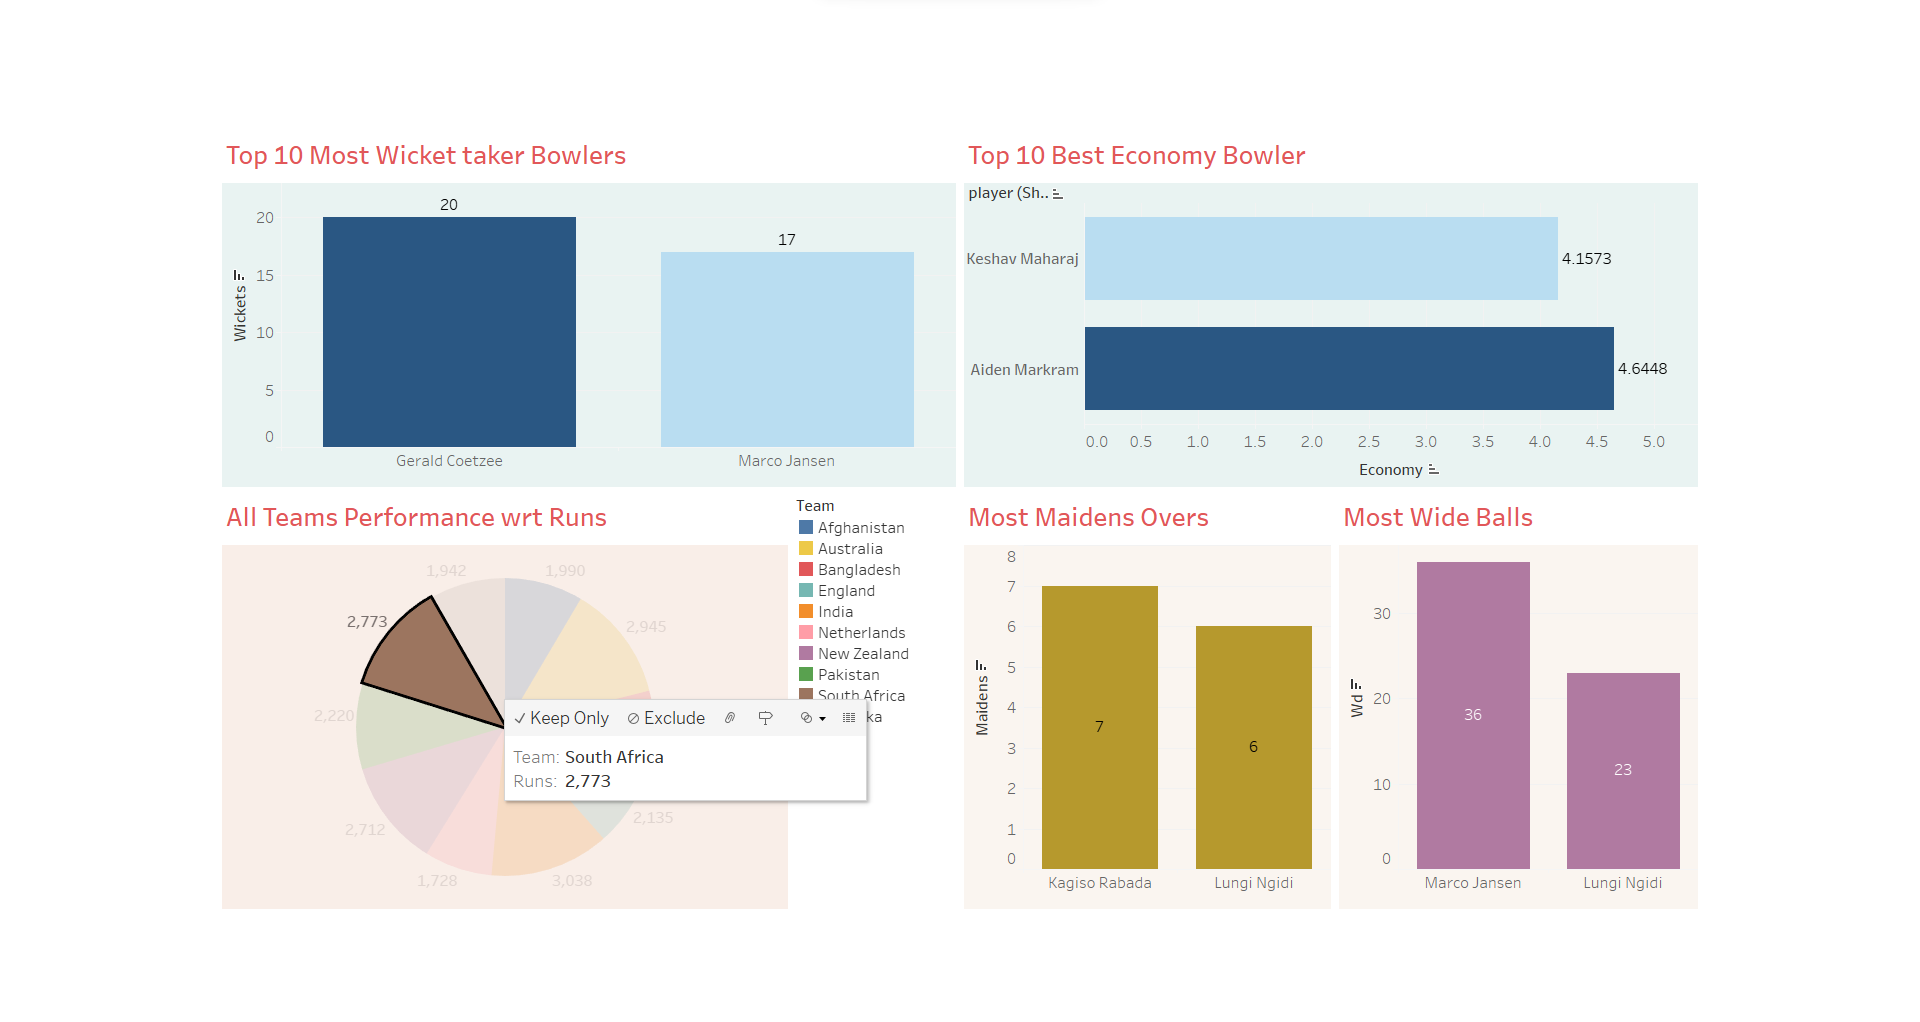 Top 10 Most Wicket taker Bowlers
20
17
20
15
10
5
0
Wickets
Gerald Coetzee
Marco Jansen
Top 10 Best Economy Bowler
player (Sh..
Keshav Maharaj
4.1573
Aiden Markram
4.6448
0.0 0.5 1.0 1.5 2.0 2.5 3.0 3.5 4.0 4.5 5.0
Economy
All Teams Performance wrt Runs
1,942
1,990
2,773
2,945
2,220
2,135
2,712
1,728
3,038
Team
Afghanistan
Australia
Bangladesh
England
India
Netherlands
New Zealand
Pakistan
South Africa
ka
Keep Only Exclude
Team: South Africa
Runs: 2,773
Most Maidens Overs
8
7
6
5
4
3
2
1
0
Maidens
7
6
Kagiso Rabada
Lungi Ngidi
Most Wide Balls
30
20
10
0
Wd
36
23
Marco Jansen
Lungi Ngidi